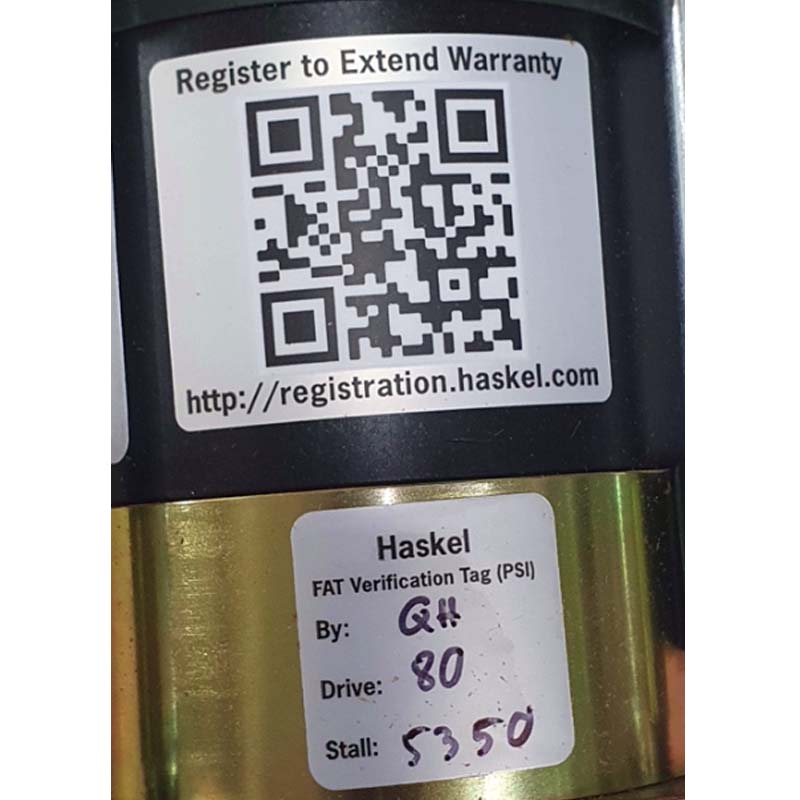 Register to Extend Warranty
http://registration.haskel.com
Haskel
FAT Verification Tag (PSI)
By: QH
Drive: 80
Stall: 5350